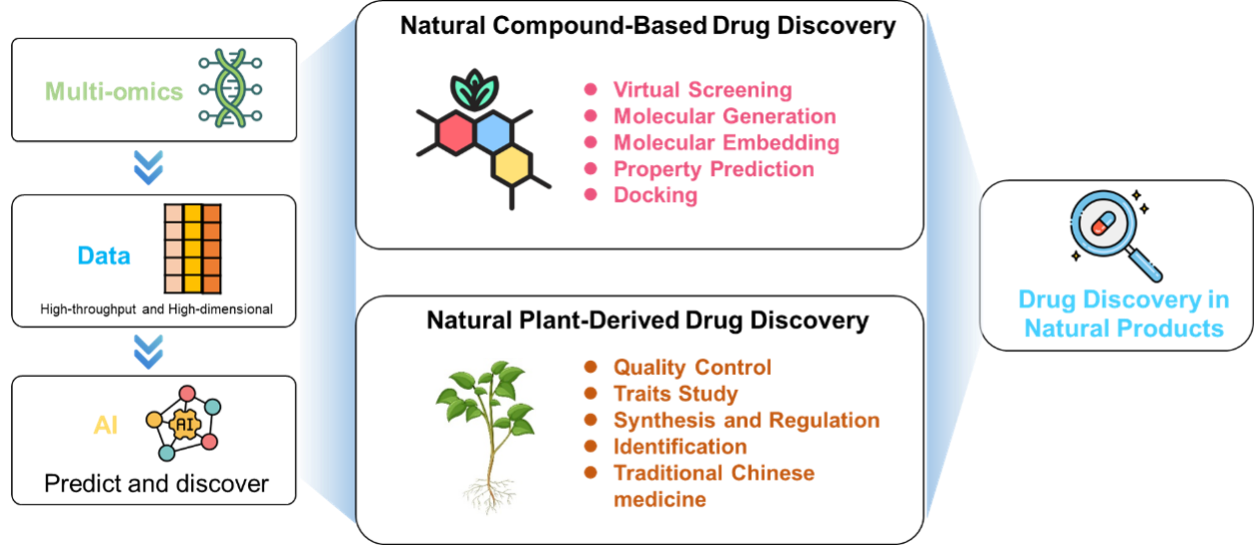 Multi-omics
Data
High-throughput and High-dimensional
AI
AI
Predict and discover
Natural Compound-Based Drug Discovery
Virtual Screening
Molecular Generation
Molecular Embedding
Property Prediction
Docking
Natural Plant-Derived Drug Discovery
Quality Control
Traits Study
Synthesis and Regulation
Identification
Traditional Chinese
medicine
Drug Discovery in
Natural Products